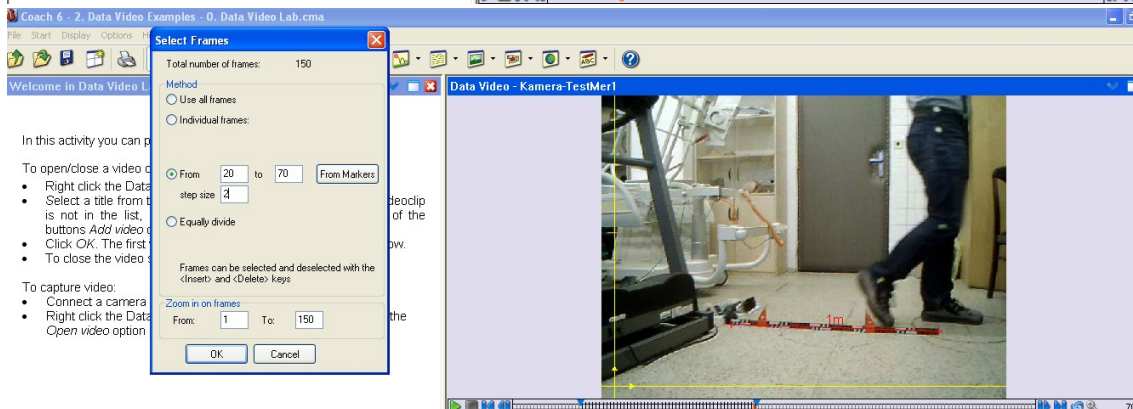 Coach 6 - 2. Data Video Examples - 0. Data Video Lab.cma
File Start Display Options
Select Frames
Total number of frames: 150
Method
Use all frames
Individual frames:
From 20 to 70 From Markers
step size 2
Equally divide
Frames can be selected and deselected with the
<Insert> and <Delete> keys
Zoom in on frames
From: 1 To: 150
OK Cancel
Welcome in Data Video L
In this activity you can p
To open/close a video c
• Right click the Data
• Select a title from t deoclip
is not in the list, of the
buttons Add video
• Click OK. The first ow.
• To close the video s
To capture video:
• Connect a camera
• Right click the Data the
Open video option
Data Video - Kamera-TestMer1
1m